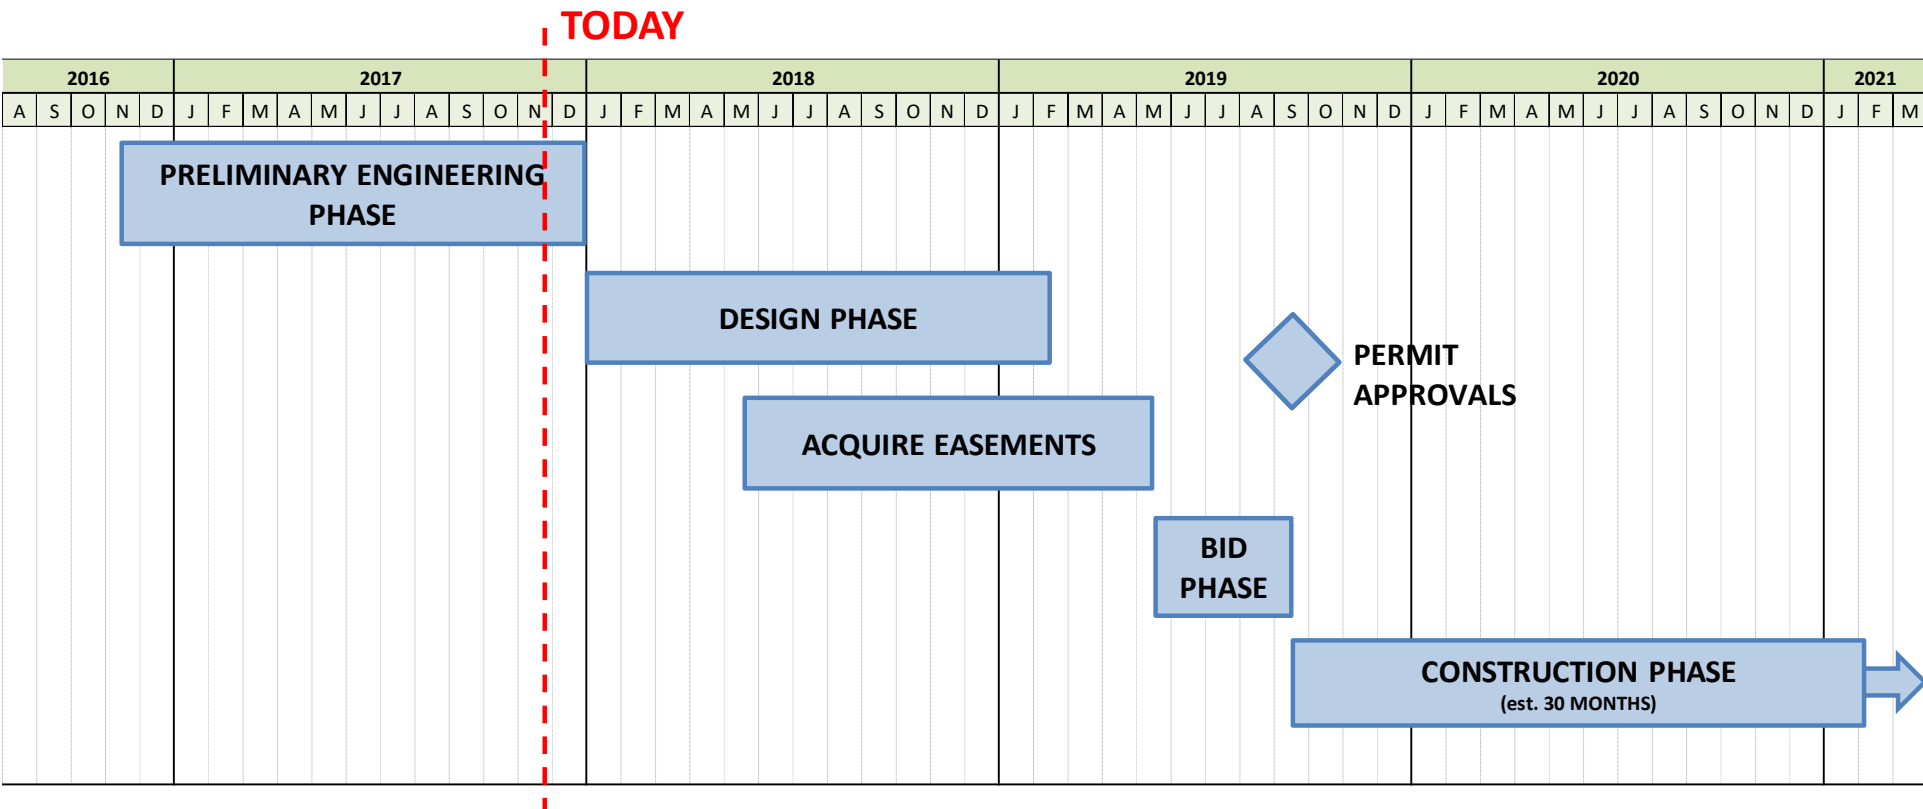 TODAY
2016 2017 2018 2019 2020 2021
A S O N D J F M A M J J A S O N D J F M A M J J A S O N D J F M A M J J A S O N D J F M A M J J A S O N D J F M
PRELIMINARY ENGINEERING
PHASE
DESIGN PHASE
PERMIT
APPROVALS
ACQUIRE EASEMENTS
BID
PHASE
CONSTRUCTION PHASE
(est. 30 MONTHS)